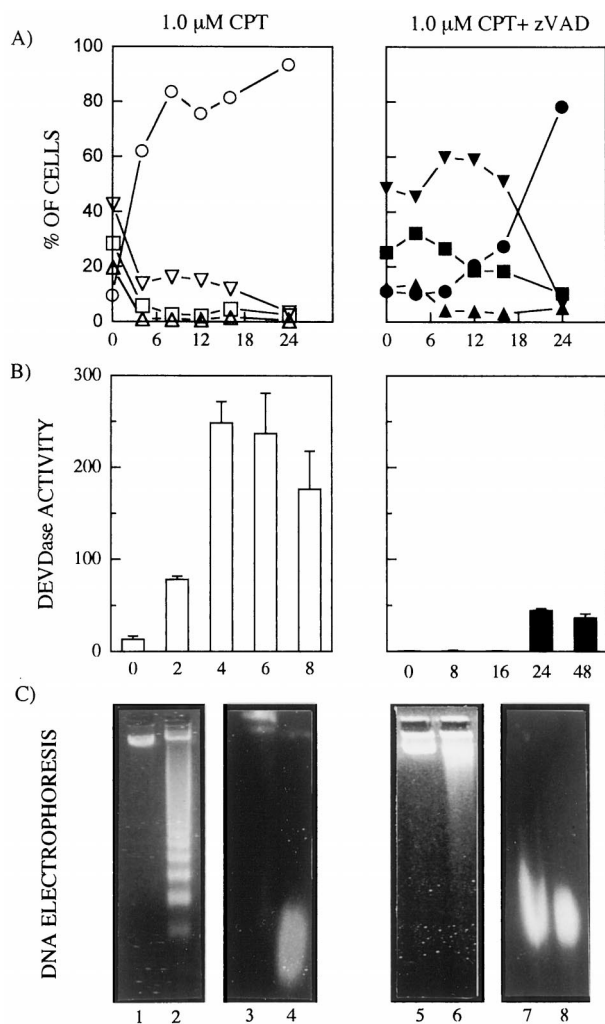 1.0 μM CPT
1.0 μM CPT+ zVAD
A)
% OF CELLS
100
80
60
40
20
0
0 6 12 18 24
0 6 12 18 24
B)
DEVDase ACTIVITY
300
200
100
0
0 2 4 6 8
0 8 16 24 48
C)
DNA ELECTROPHORESIS
1 2 3 4 5 6 7 8